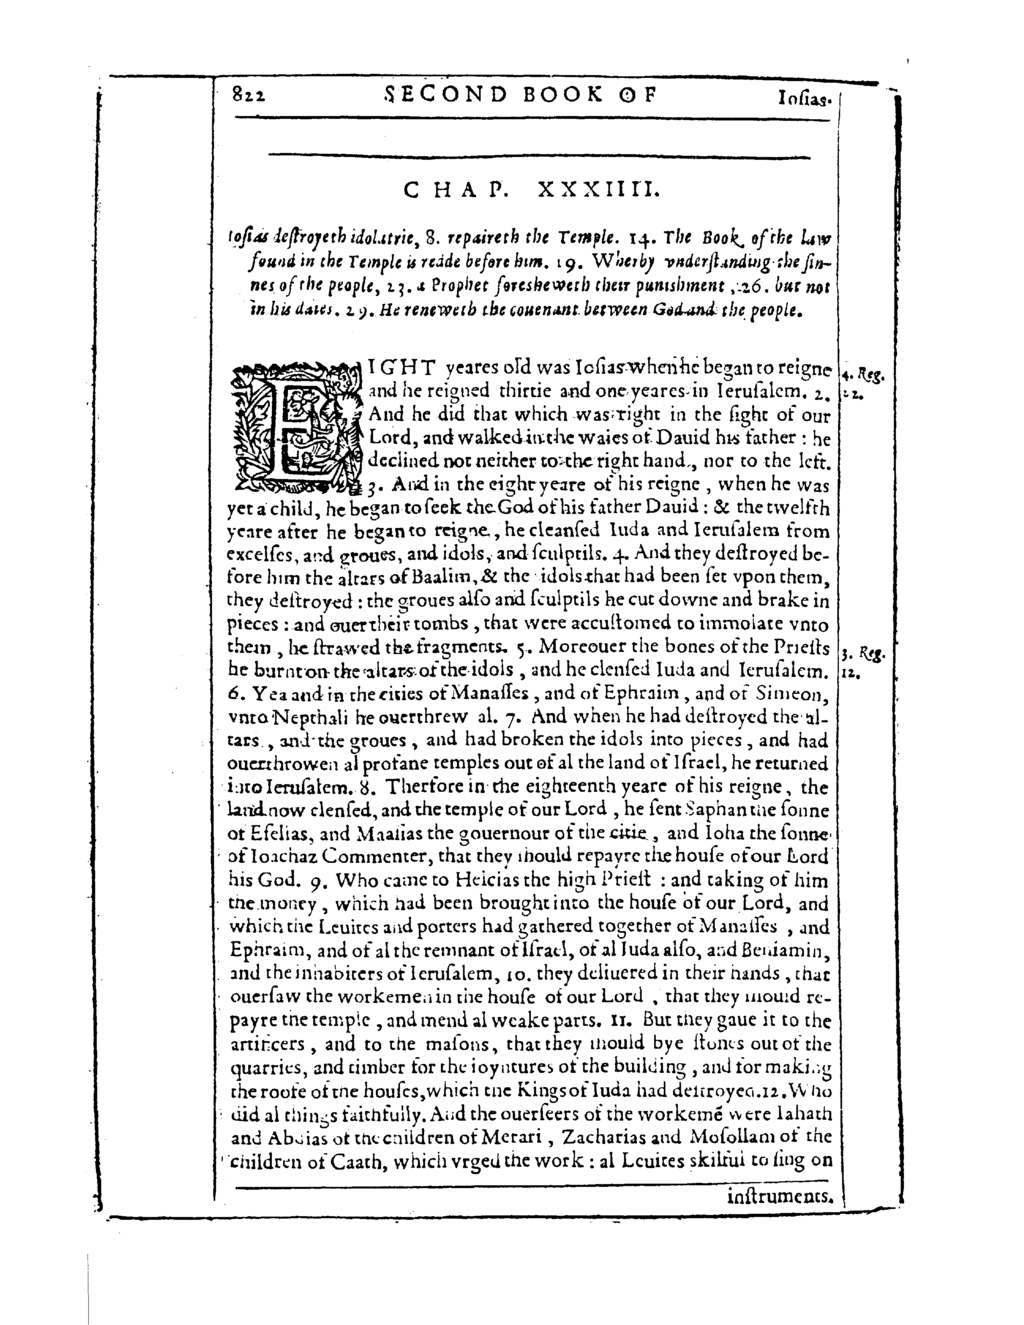 822 SECOND BOOK OF Iosias.
CHAP. XXXIIII.
Iosias destroyeth idolatrie, 8. repaireth the Temple. 14. The Book of the Law
found in the Temple is reade before him. 19. Wherby vnderstanding the sin-
nes of the people, 23. a Prophet foresheweth their punishment, 26. but not
in his daies. 29. He reneweth the couenant between God and the people.
EIGHT yeares old was Iosias when he began to reigne
and he reigned thirtie and one yeares in Ierusalem. 2.
And he did that which was right in the sight of our
Lord, and walked in the waies of Dauid his father : he
declined not neither to the right hand, nor to the left.
3. And in the eight yeare of his reigne, when he was
yet a child, he began to seek the God of his father Dauid : & the twelfth
yeare after he began to reigne, he cleansed Iuda and Ierusalem from
excelses, and groues, and idols, and sculptils. 4. And they destroyed be-
fore him the altars of Baalim, & the idols that had been set vpon them,
they destroyed : the groues also and sculptils he cut downe and brake in
pieces : and ouer their tombs, that were accustomed to immolate vnto
them, he strawed the fragments. 5. Moreouer the bones of the Priests
he burnt on the altars of the idols, and he clensed Iuda and Ierusalem.
6. Yea and in the cities of Manasses, and of Ephraim, and of Simeon,
vnto Nepthali he ouerthrew al. 7. And when he had destroyed the al-
tars, and the groues, and had broken the idols into pieces, and had
ouerthrowen al profane temples out of al the land of Israel, he returned
into Ierusalem. 8. Therfore in the eighteenth yeare of his reigne, the
land now clensed, and the temple of our Lord, he sent Saphan the sonne
of Eselias, and Maasias the gouernour of the citie, and Ioha the sonne
of Ioachaz Commenter, that they should repayre the house of our Lord
his God. 9. Who came to Helcias the high Priest : and taking of him
the money, which had been brought into the house of our Lord, and
which the Leuites and porters had gathered together of Manasses, and
Ephraim, and of al the remnant of Israel, of al Iuda also, and Beniamin,
and the inhabiters of Ierusalem, 10. they deliuered in their hands, that
ouersaw the workemen in the house of our Lord, that they should re-
payre the temple, and mend al weake parts. 11. But they gaue it to the
artificers, and to the masons, that they should bye stones out of the
quarries, and timber for the ioyntures of the building, and for making
the roofe of the houses, which the Kings of Iuda had destroyed. 12. Who
did al things faithfully. And the ouerseers of the workemē were Iahath
and Abdias of the children of Merari, Zacharias and Mosollam of the
children of Caath, which vrged the work : al Leuites skilful to sing on
instruments.
4. Reg.
22.
3. Reg.
12.